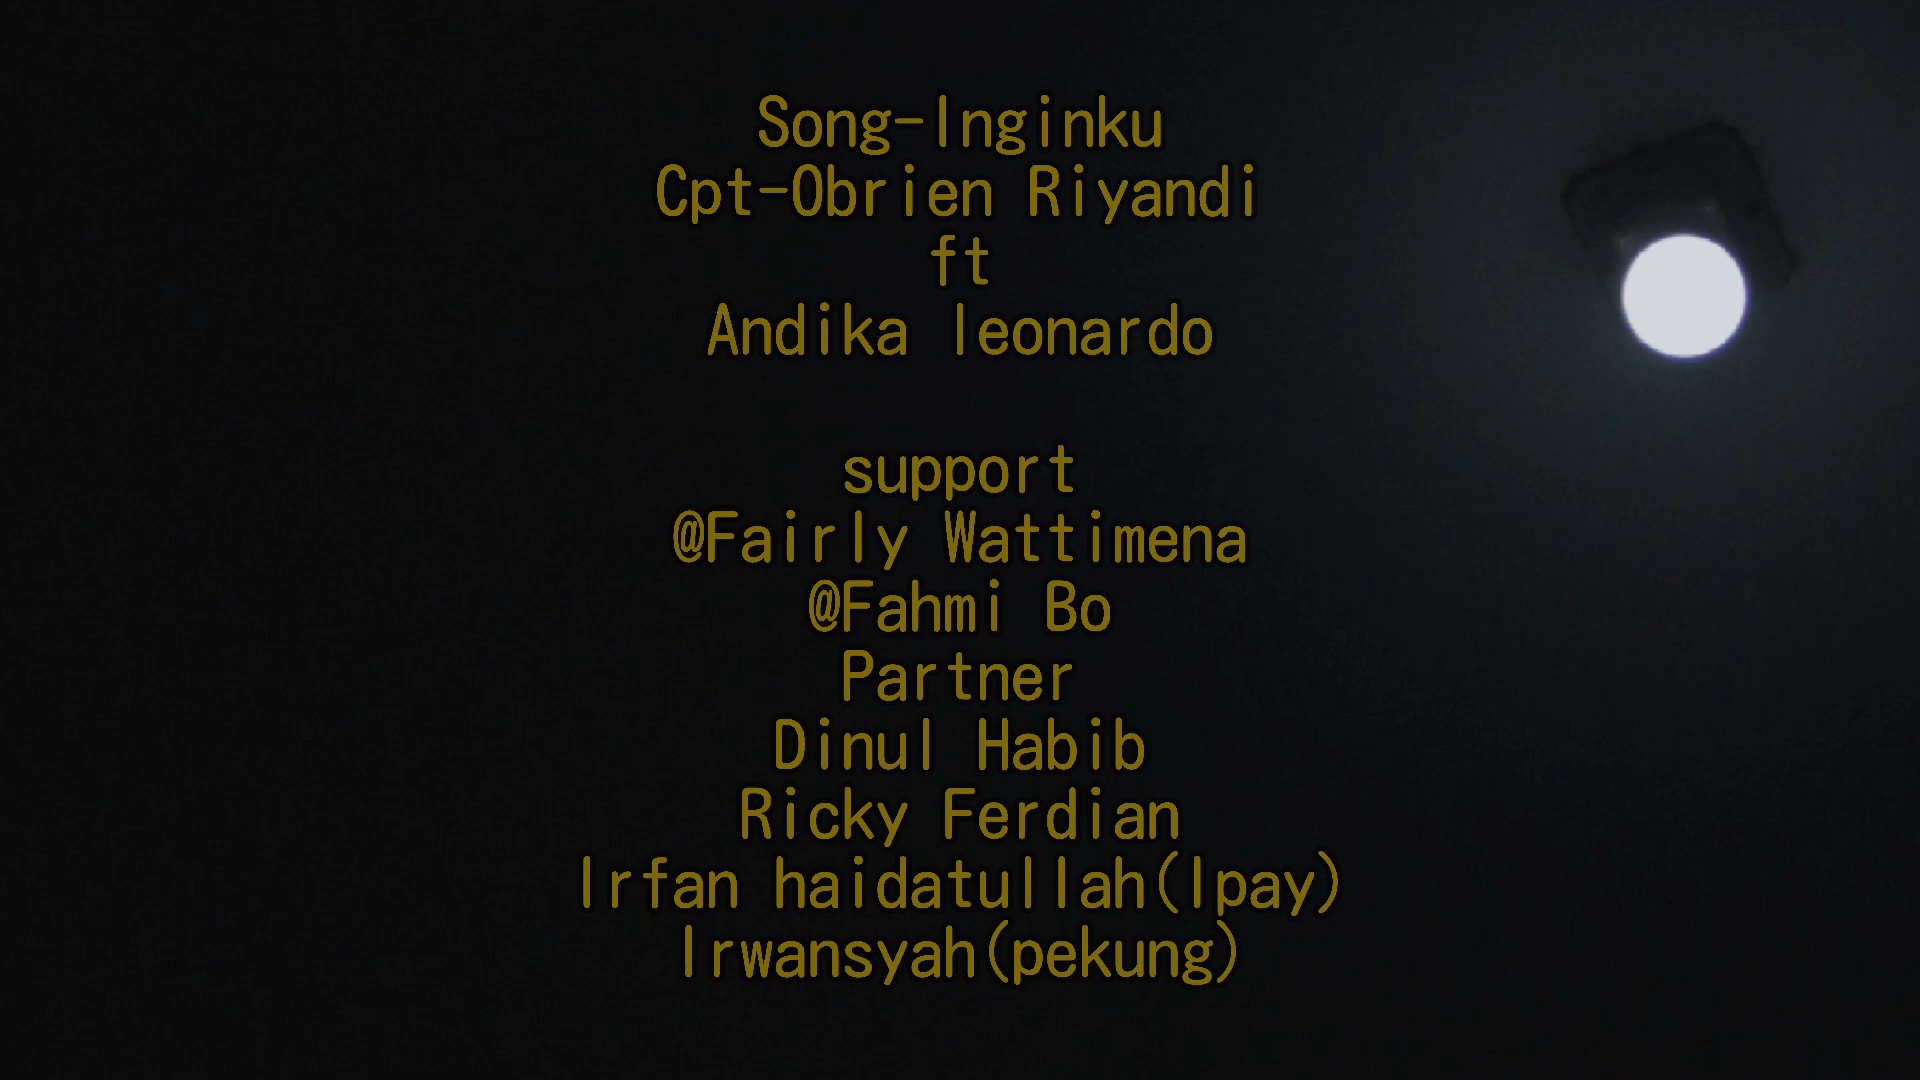 Song-Inginku
Cpt-Obrien Riyandi
ft
Andika leonardo
support
@Fairly Wattimena
@Fahmi Bo
Partner
Dinul Habib
Ricky Ferdian
Irfan haidatullah(Ipay)
Irwansyah(pekung)